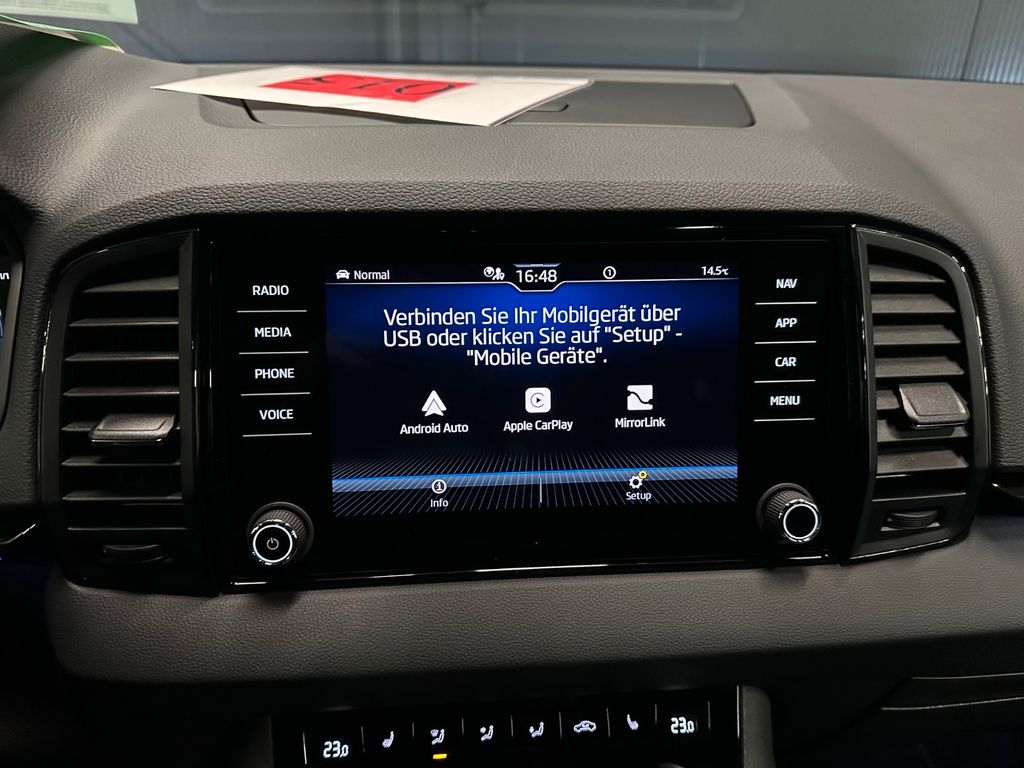 RADIO
MEDIA
PHONE
VOICE
Normal
16:48
1
14.5°C
Verbinden Sie Ihr Mobilgerät über
USB oder klicken Sie auf "Setup" -
"Mobile Geräte".
Android Auto
Apple CarPlay
MirrorLink
Info
Setup
NAV
APP
CAR
MENU
23.0
23.0